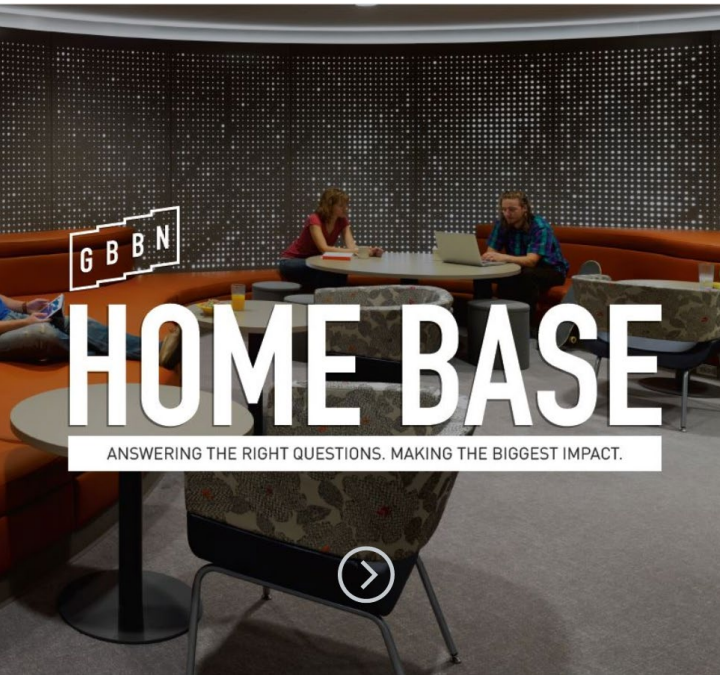 GBBN
HOME BASE
ANSWERING THE RIGHT QUESTIONS. MAKING THE BIGGEST IMPACT.